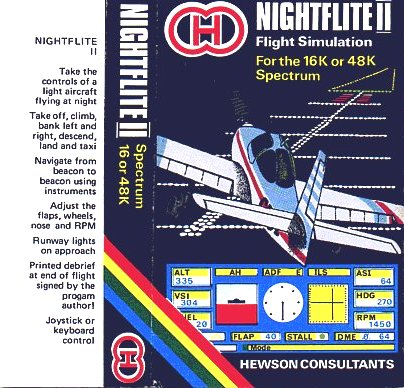 NIGHTFLITE
II
Take the
controls of a
light aircraft
flying at night
Take off, climb,
bank left and
right, descend,
land and taxi
Navigate from
beacon to
beacon using
instruments
Adjust the
flaps, wheels,
nose and RPM
Runway lights
on approach
Printed debrief
at end of flight
signed by the
progam
author!
Joystick or
keyboard
control
NIGHTFLITE II
Spectrum
16 or 48K
NIGHTFLITE II
Flight Simulation
For the 16K or 48K
Spectrum
ALT
335
AH
ADF E
ILS
ASI
64
VSI
304
HDG
270
UEL
20
RPM
1450
FLAP 40
STALL
DME 64
Mode
HEWSON CONSULTANTS